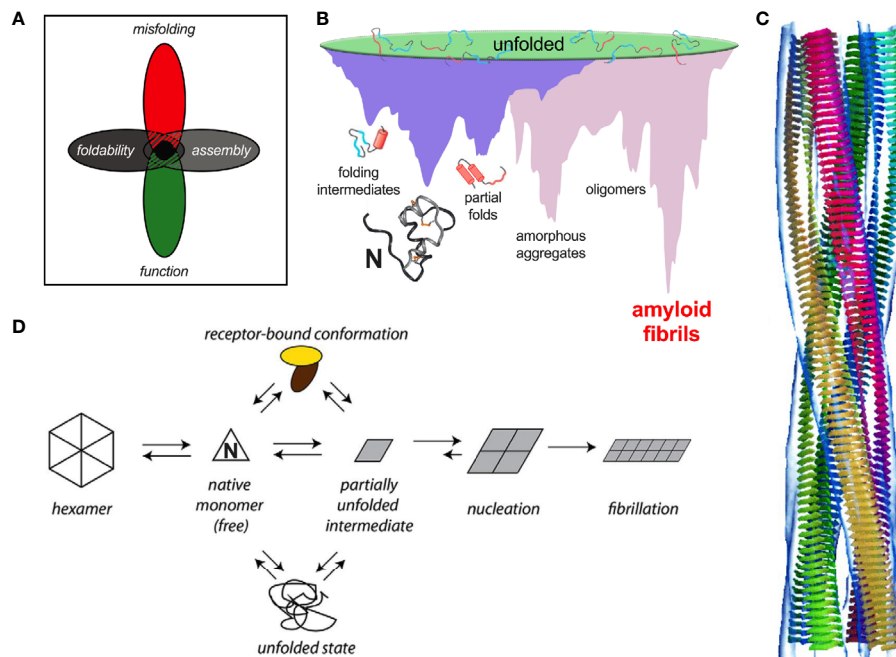 A
misfolding
foldability
assembly
function
B
unfolded
folding
intermediates
partial
folds
N
oligomers
amorphous
aggregates
amyloid
fibrils
C
D
receptor-bound conformation
N
hexamer
native
monomer
(free)
partially
unfolded
intermediate
nucleation
fibrillation
unfolded state